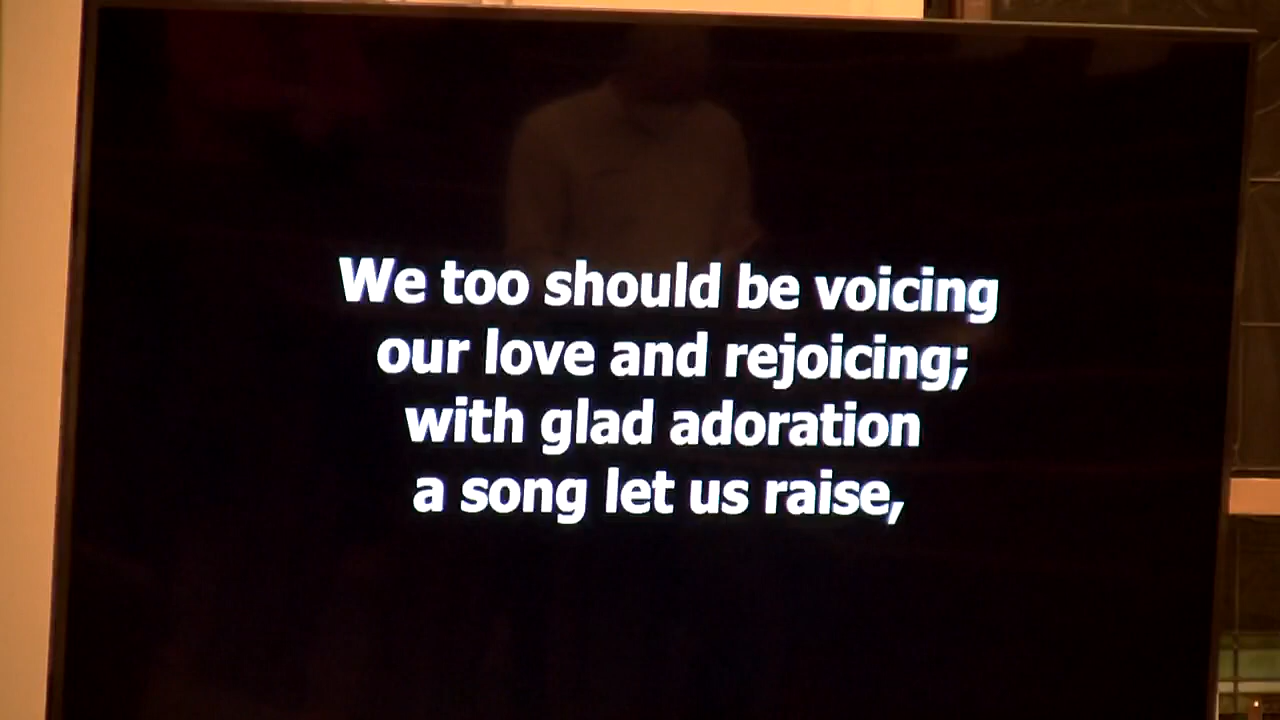 We too should be voicing
our love and rejoicing;
with glad adoration
a song let us raise,